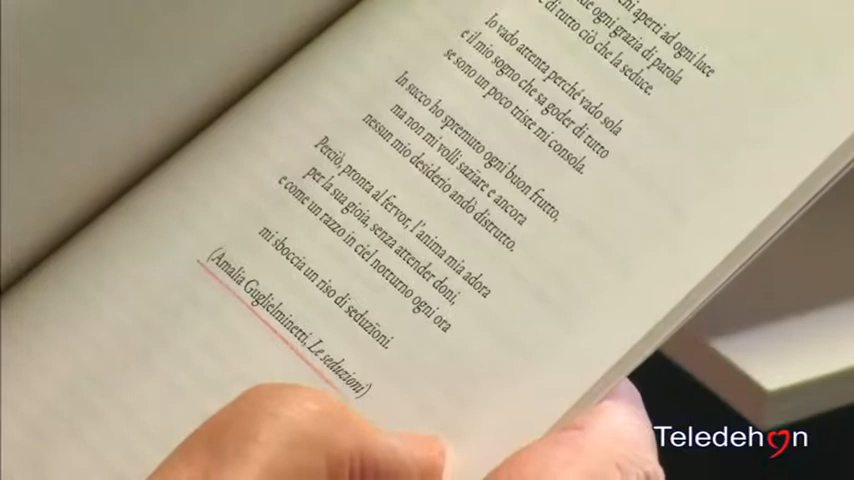 aperti ad ogni luce
ogni grazia di parola
e di tutto ciò che la seduce.
Io vado attenta perché vado sola
e il mio sogno che sa goder di tutto
se sono un poco triste mi consola.
In succo ho spremuto ogni buon frutto,
ma non mi volli saziare e ancora
nessun mio desiderio andò distrutto.
Perciò, pronta al fervor, l'anima mia adora
per la sua gioia, senza attender doni,
e come un razzo in ciel notturno ogni ora
mi sboccia un riso di seduzioni.
(Amalia Guglielminetti, Le seduzioni)
Teledehon